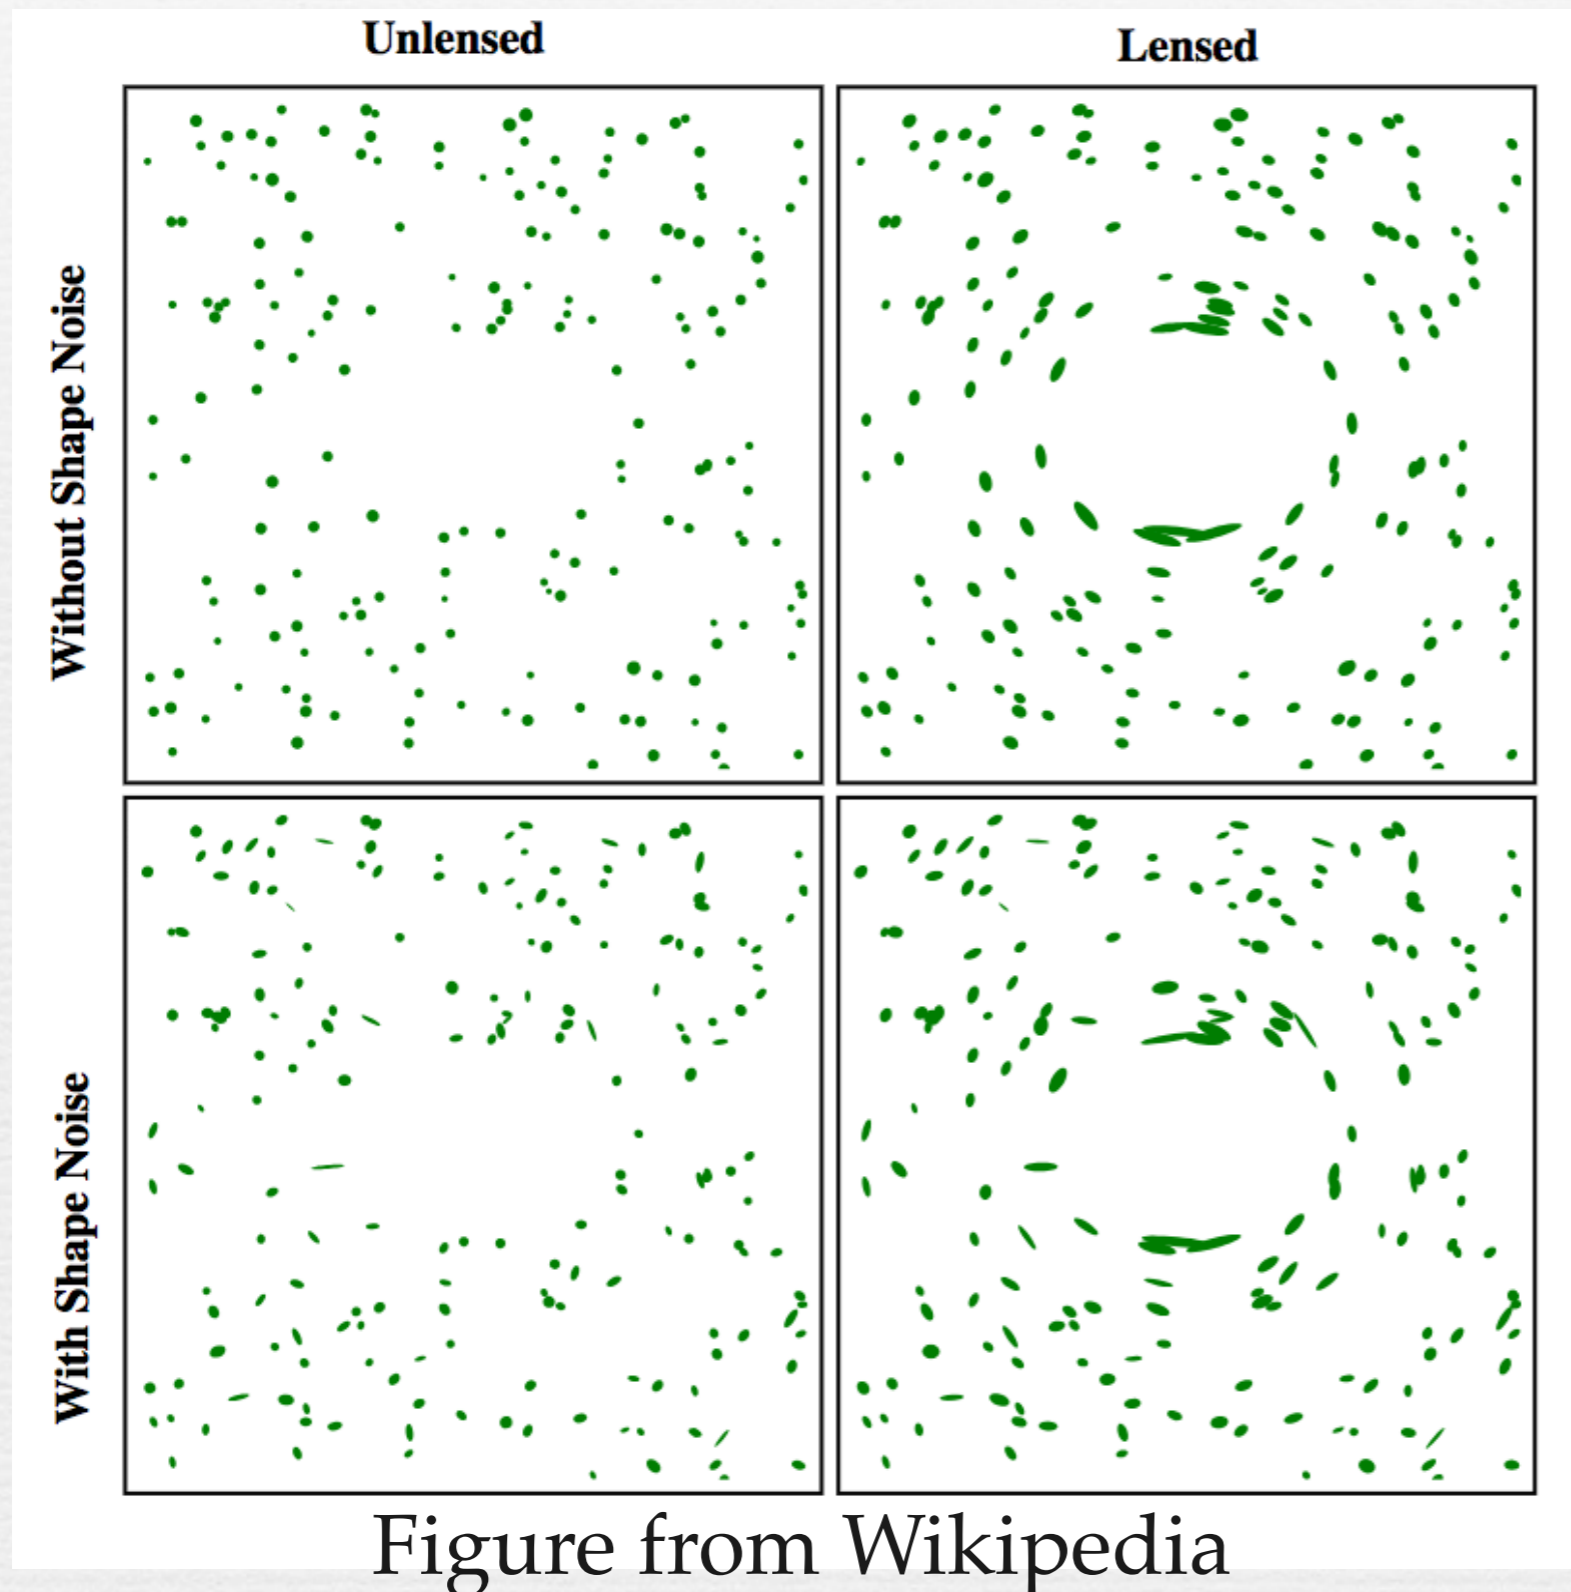 Unlensed
Lensed
Without Shape Noise
With Shape Noise
Figure from Wikipedia